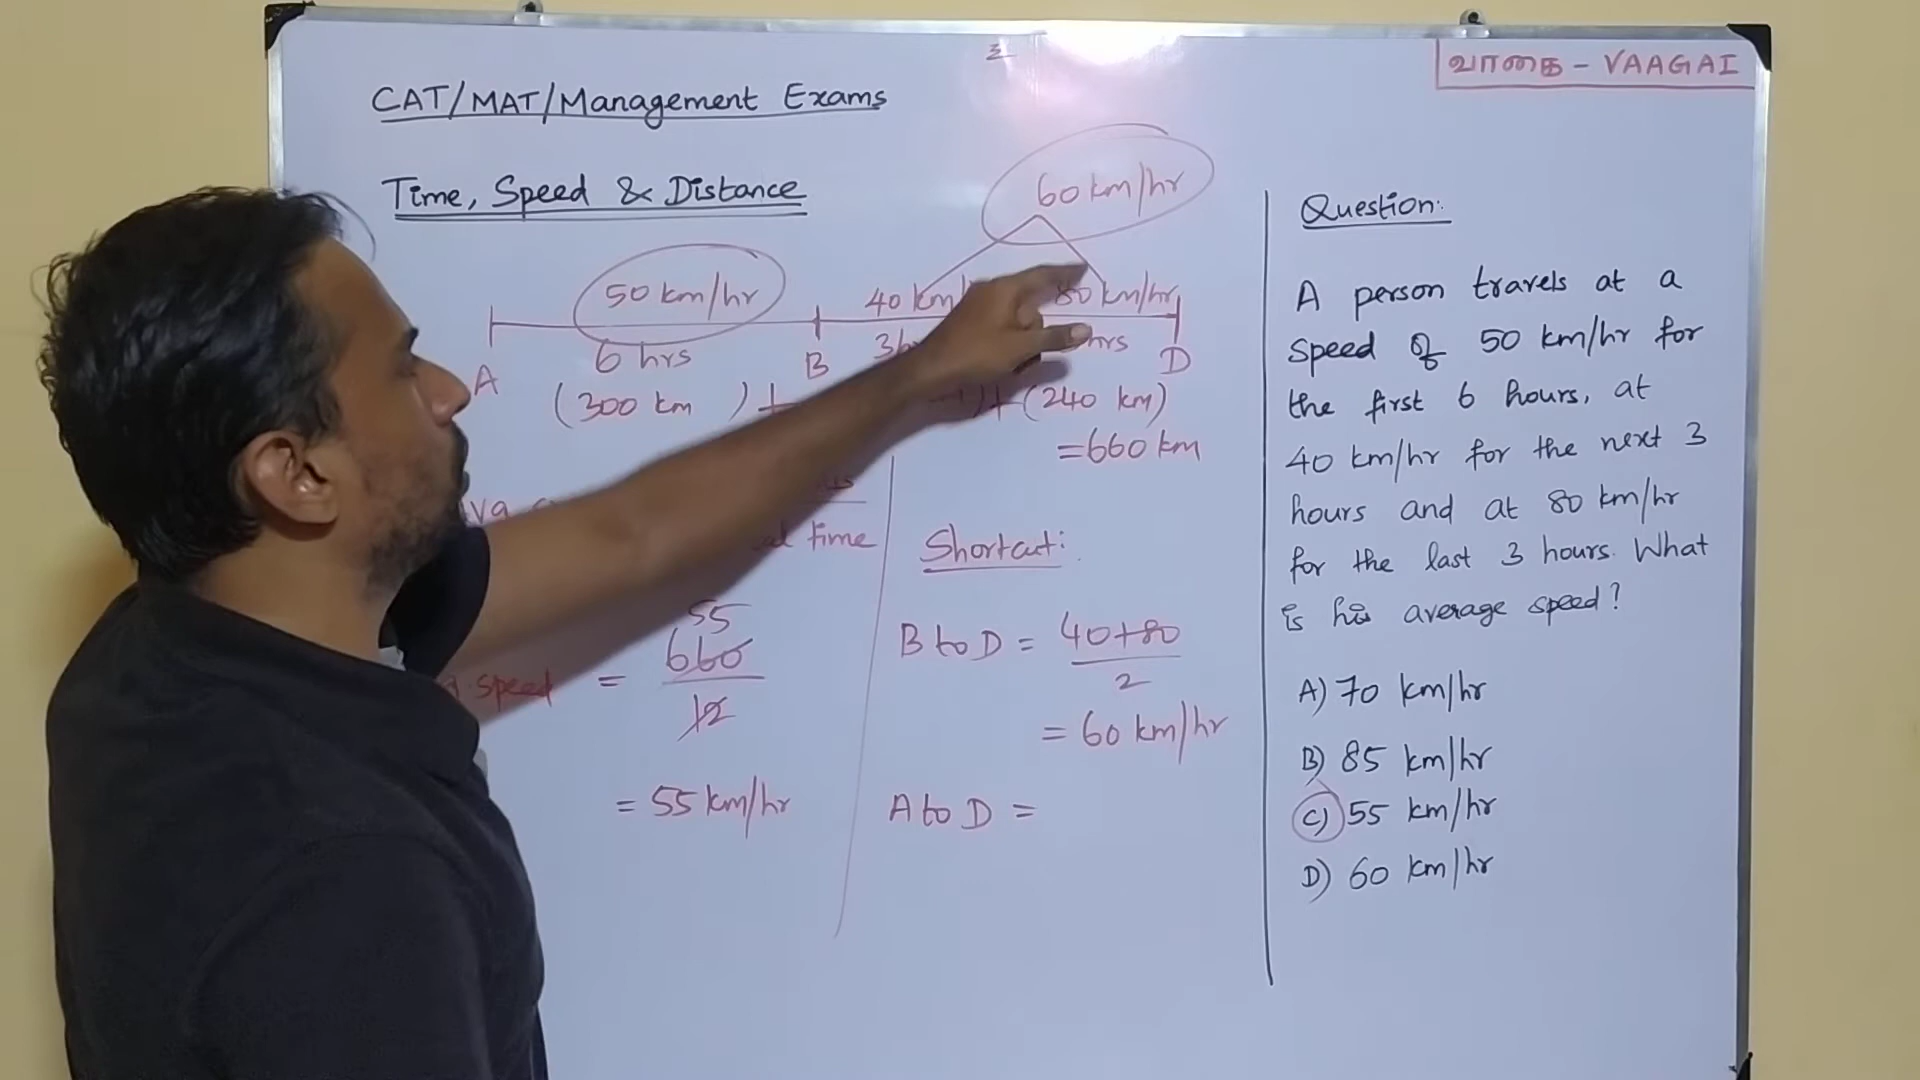 வாகை - VAAGAI
CAT/MAT/Management Exams
Time, Speed & Distance
60 km/hr
50 km/hr
40 km/
80 km/hr
6 hrs
hrs
A
B
D
(300 km ) +
) + (240 km)
= 660 km
time
speed = 660
55
12
= 55 km/hr
Shortcut:
B to D = 40+80
2
= 60 km/hr
A to D =
Question:
A person travels at a
speed of 50 km/hr for
the first 6 hours, at
40 km/hr for the next 3
hours and at 80 km/hr
for the last 3 hours. What
is his average speed?
A) 70 km/hr
B) 85 km/hr
C) 55 km/hr
D) 60 km/hr